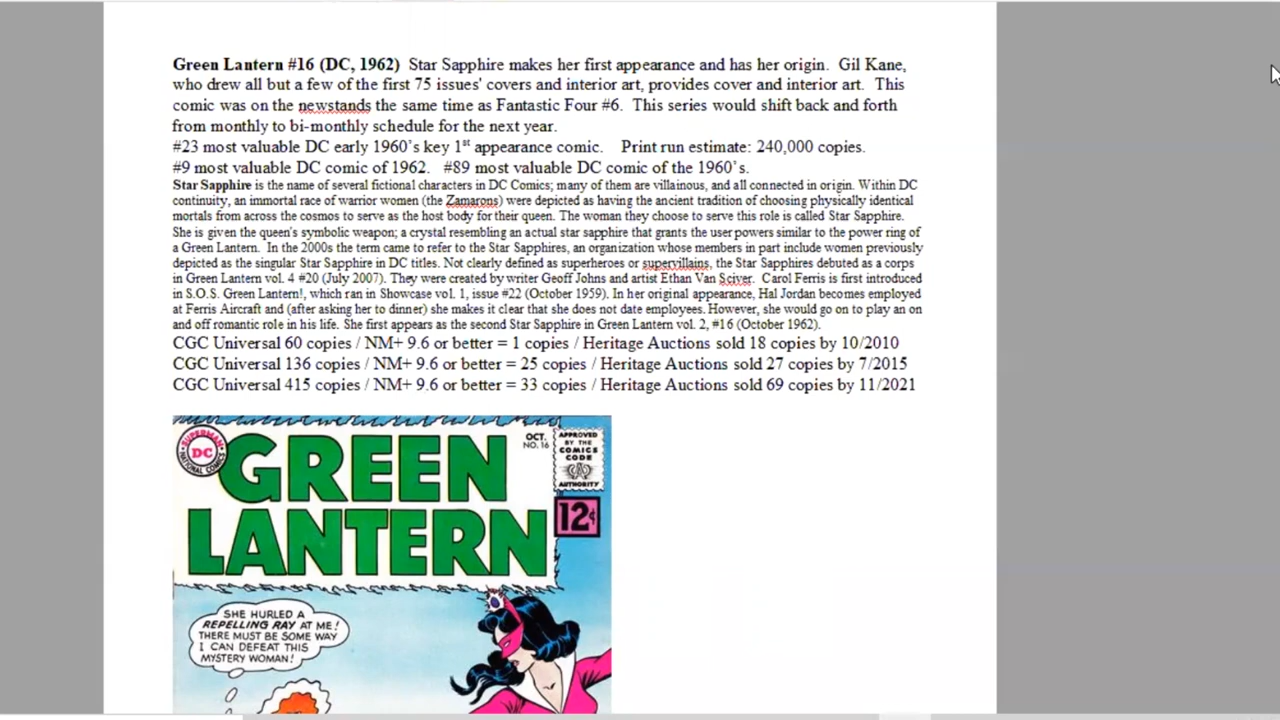 Green Lantern #16 (DC, 1962)  Star Sapphire makes her first appearance and has her origin.  Gil Kane,
who drew all but a few of the first 75 issues' covers and interior art, provides cover and interior art.  This
comic was on the newstands the same time as Fantastic Four #6.  This series would shift back and forth
from monthly to bi-monthly schedule for the next year.
#23 most valuable DC early 1960's key 1st appearance comic.    Print run estimate: 240,000 copies.
#9 most valuable DC comic of 1962.   #89 most valuable DC comic of the 1960's.
Star Sapphire is the name of several fictional characters in DC Comics; many of them are villainous, and all connected in origin. Within DC
continuity, an immortal race of warrior women (the Zamarons) were depicted as having the ancient tradition of choosing physically identical
mortals from across the cosmos to serve as the host body for their queen. The woman they choose to serve this role is called Star Sapphire.
She is given the queen's symbolic weapon; a crystal resembling an actual star sapphire that grants the user powers similar to the power ring of
a Green Lantern.  In the 2000s the term came to refer to the Star Sapphires, an organization whose members in part include women previously
depicted as the singular Star Sapphire in DC titles. Not clearly defined as superheroes or supervillains, the Star Sapphires debuted as a corps
in Green Lantern vol. 4 #20 (July 2007). They were created by writer Geoff Johns and artist Ethan Van Sciver.  Carol Ferris is first introduced
in S.O.S. Green Lantern!, which ran in Showcase vol. 1, issue #22 (October 1959). In her original appearance, Hal Jordan becomes employed
at Ferris Aircraft and (after asking her to dinner) she makes it clear that she does not date employees. However, she would go on to play an on
and off romantic role in his life. She first appears as the second Star Sapphire in Green Lantern vol. 2, #16 (October 1962).
CGC Universal 60 copies / NM+ 9.6 or better = 1 copies / Heritage Auctions sold 18 copies by 10/2010
CGC Universal 136 copies / NM+ 9.6 or better = 25 copies / Heritage Auctions sold 27 copies by 7/2015
CGC Universal 415 copies / NM+ 9.6 or better = 33 copies / Heritage Auctions sold 69 copies by 11/2021
SUPERMAN
DC
NATIONAL COMICS
GREEN
LANTERN
OCT.
NO. 16
APPROVED
BY THE
COMICS
CODE
CA
AUTHORITY
12¢
SHE HURLED A
REPELLING RAY AT ME!
THERE MUST BE SOME WAY
I CAN DEFEAT THIS
MYSTERY WOMAN!